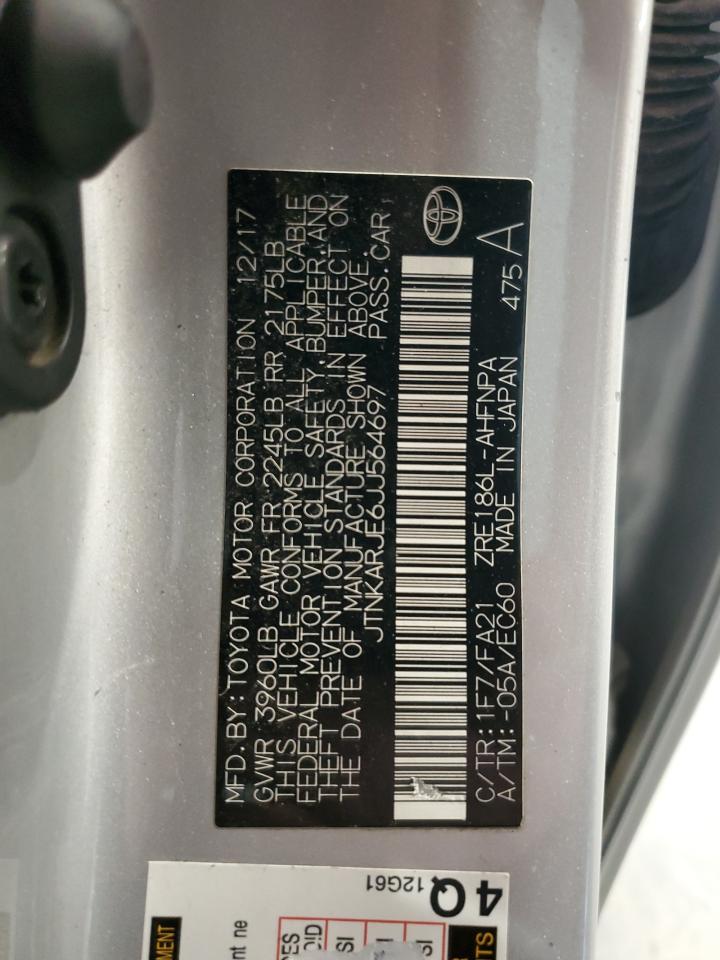 MFD.BY:TOYOTA MOTOR CORPORATION 12/17
GVWR 3960LB GAWR FR 2245LB RR 2175LB
THIS VEHICLE CONFORMS TO ALL APPLICABLE
FEDERAL MOTOR VEHICLE SAFETY,BUMPER,AND
THEFT PREVENTION STANDARDS IN EFFECT ON
THE DATE OF MANUFACTURE SHOWN ABOVE.
JTNKARJE6JJ564697 PASS.CAR
C/TR:1F7/FA21 ZRE186L-AHFNPA 475
A/TM:-05A/EC60 MADE IN JAPAN A
4Q
12G61